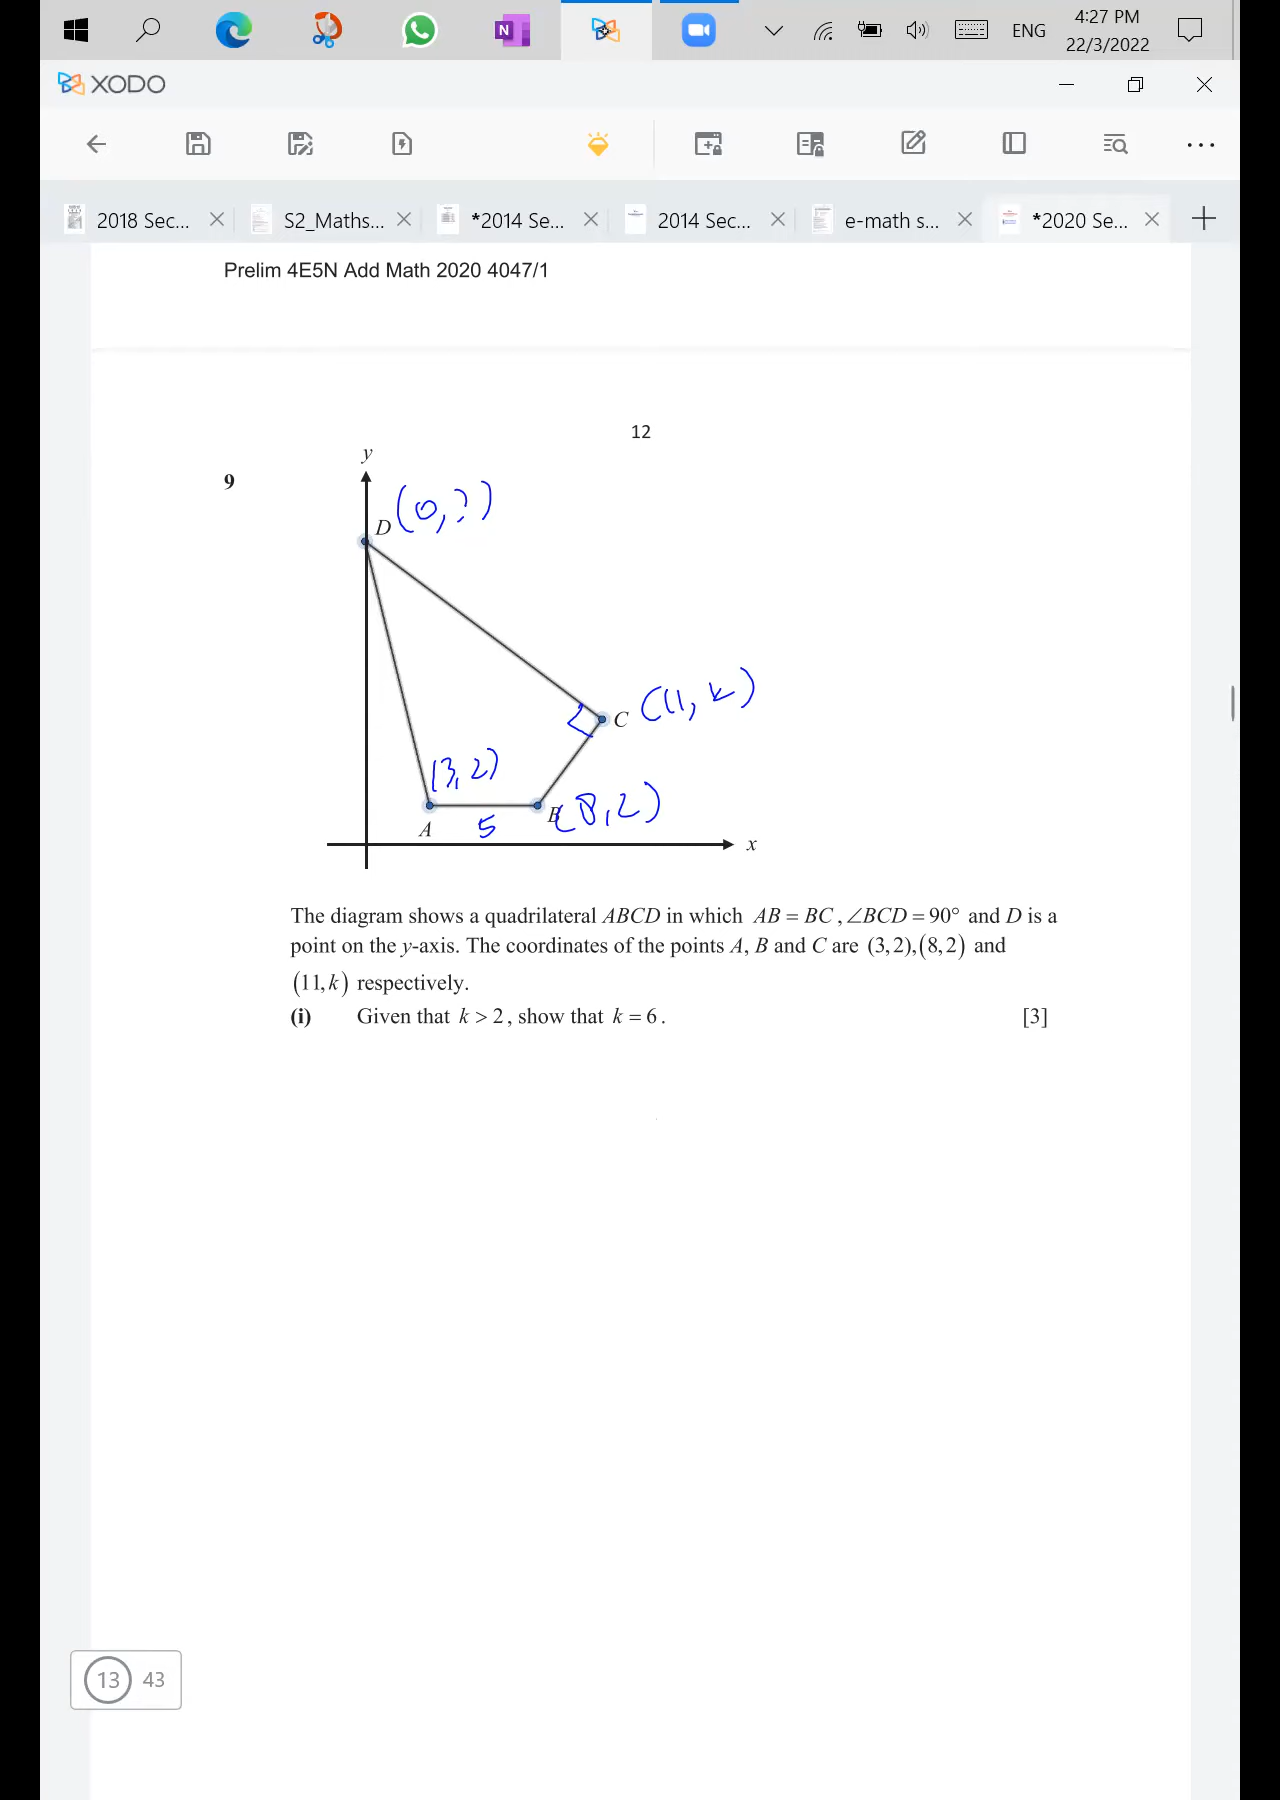 4:27 PM
ENG
22/3/2022
XODO
2018 Sec...
S2_Maths...
*2014 Se...
2014 Sec...
e-math s...
*2020 Se...
Prelim 4E5N Add Math 2020 4047/1
12
9
y
D (0,?)
C (11, k)
(3,2)
B (8,2)
A
5
x
The diagram shows a quadrilateral ABCD in which AB = BC, ∠BCD = 90° and D is a
point on the y-axis. The coordinates of the points A, B and C are (3,2),(8,2) and
(11,k) respectively.
(i) Given that k > 2, show that k = 6. [3]
13 43